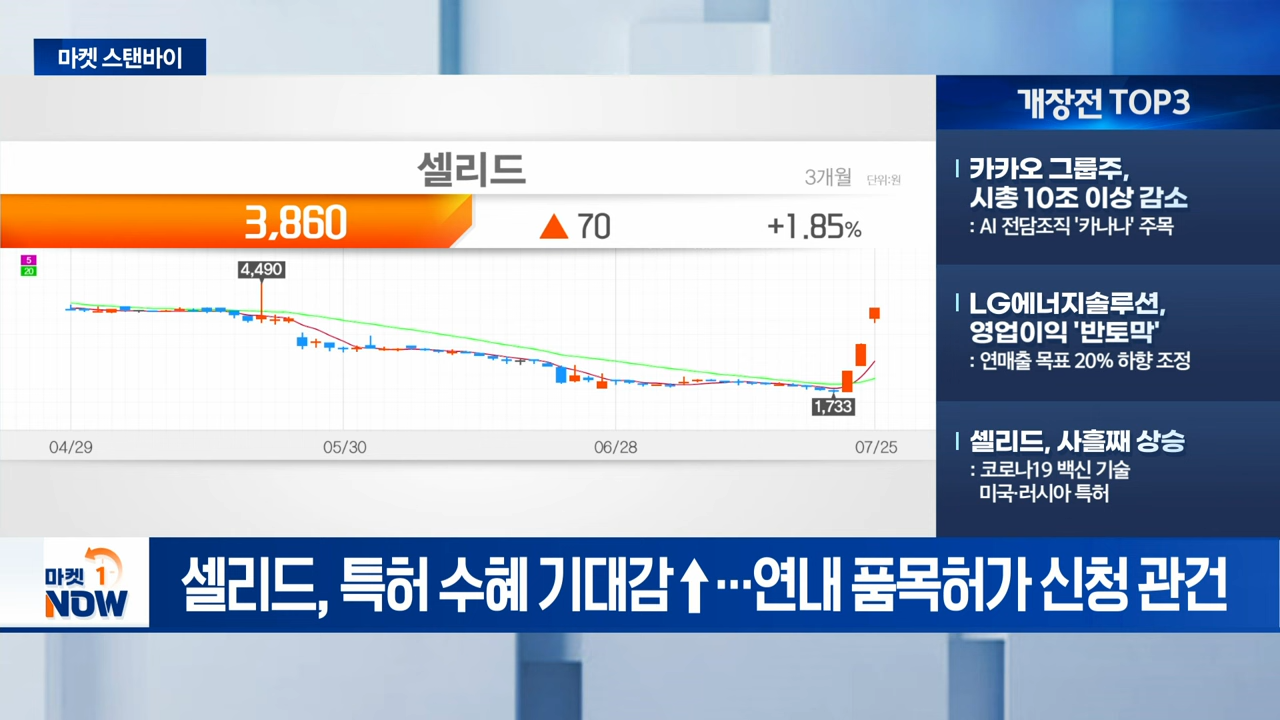 마켓 스탠바이
셀리드
3개월 단위:원
3,860 ▲ 70 +1.85%
5
20
4,490
1,733
04/29 05/30 06/28 07/25
개장전 TOP3
카카오 그룹주,
시총 10조 이상 감소
: AI 전담조직 '카나나' 주목
LG에너지솔루션,
영업이익 '반토막'
: 연매출 목표 20% 하향 조정
셀리드, 사흘째 상승
: 코로나19 백신 기술
미국·러시아 특허
마켓 1
NOW
셀리드, 특허 수혜 기대감↑…연내 품목허가 신청 관건